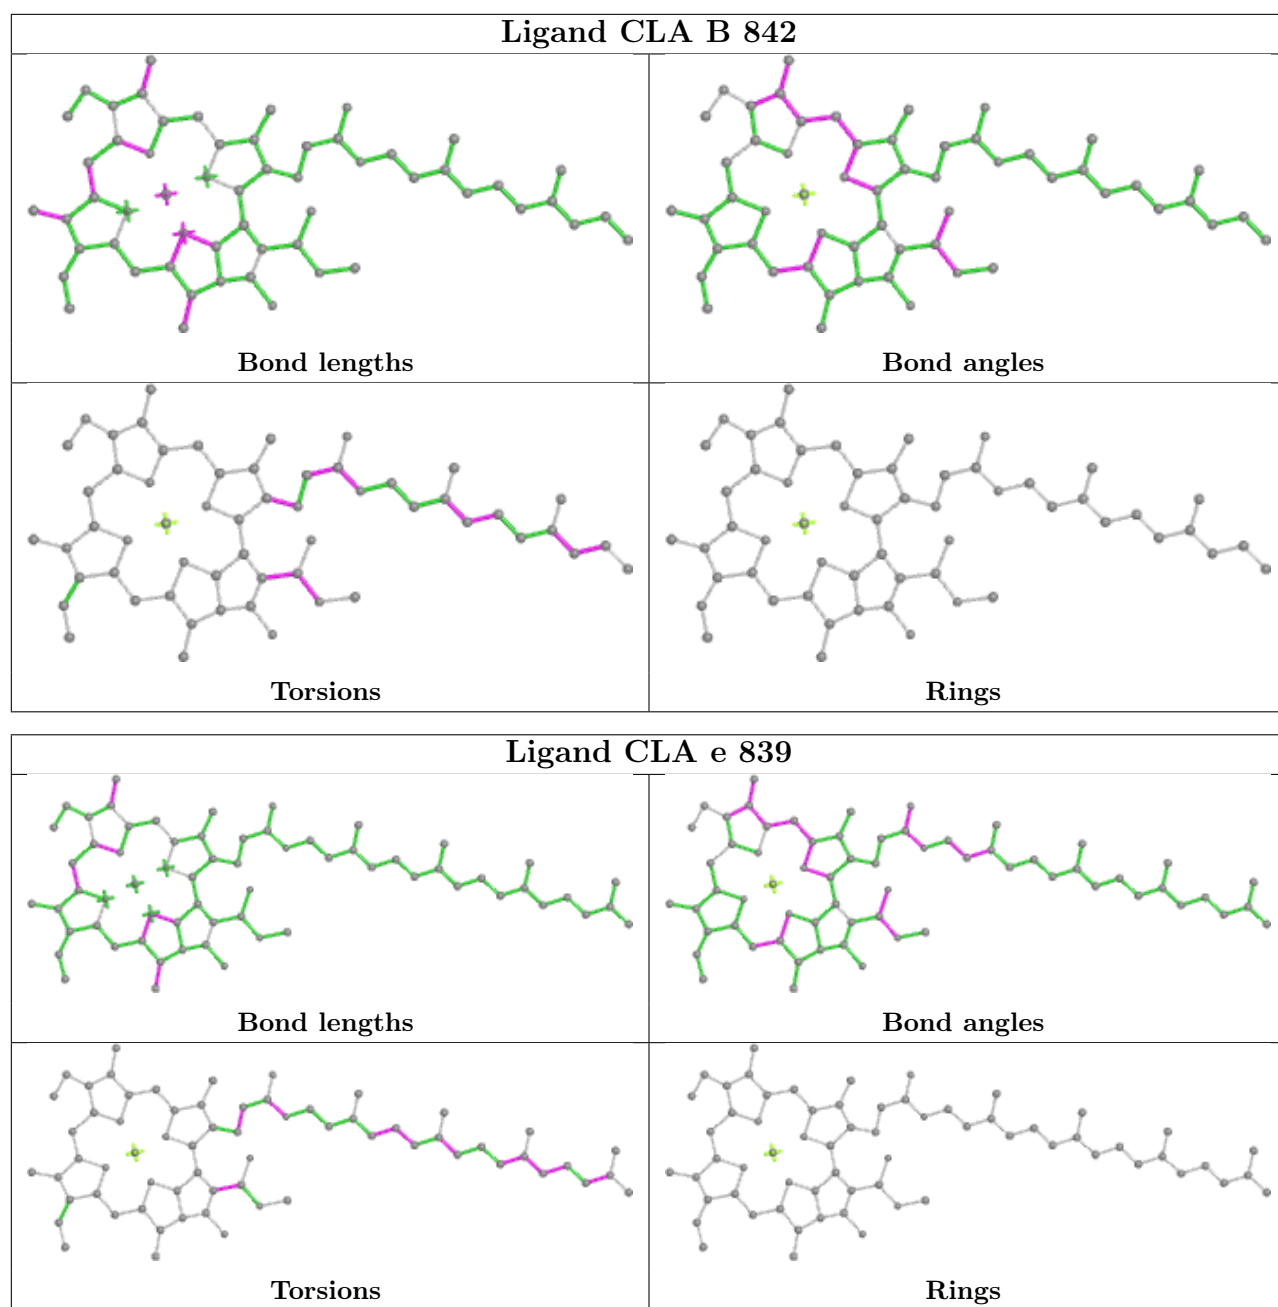 Ligand CLA B 842
Bond lengths
Bond angles
Torsions
Rings
Ligand CLA e 839
Bond lengths
Bond angles
Torsions
Rings